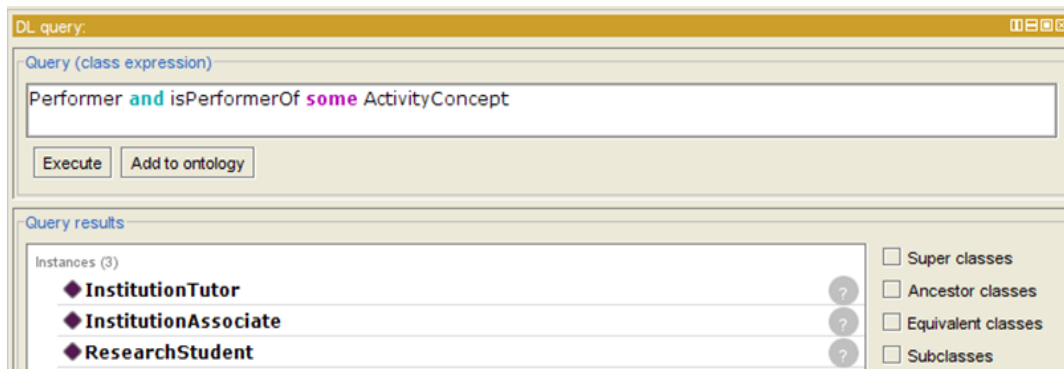 DL query:
Query (class expression)
Performer and isPerformerOf some ActivityConcept
Execute Add to ontology
Query results
Instances (3)
InstitutionTutor ?
InstitutionAssociate ?
ResearchStudent ?
Super classes
Ancestor classes
Equivalent classes
Subclasses